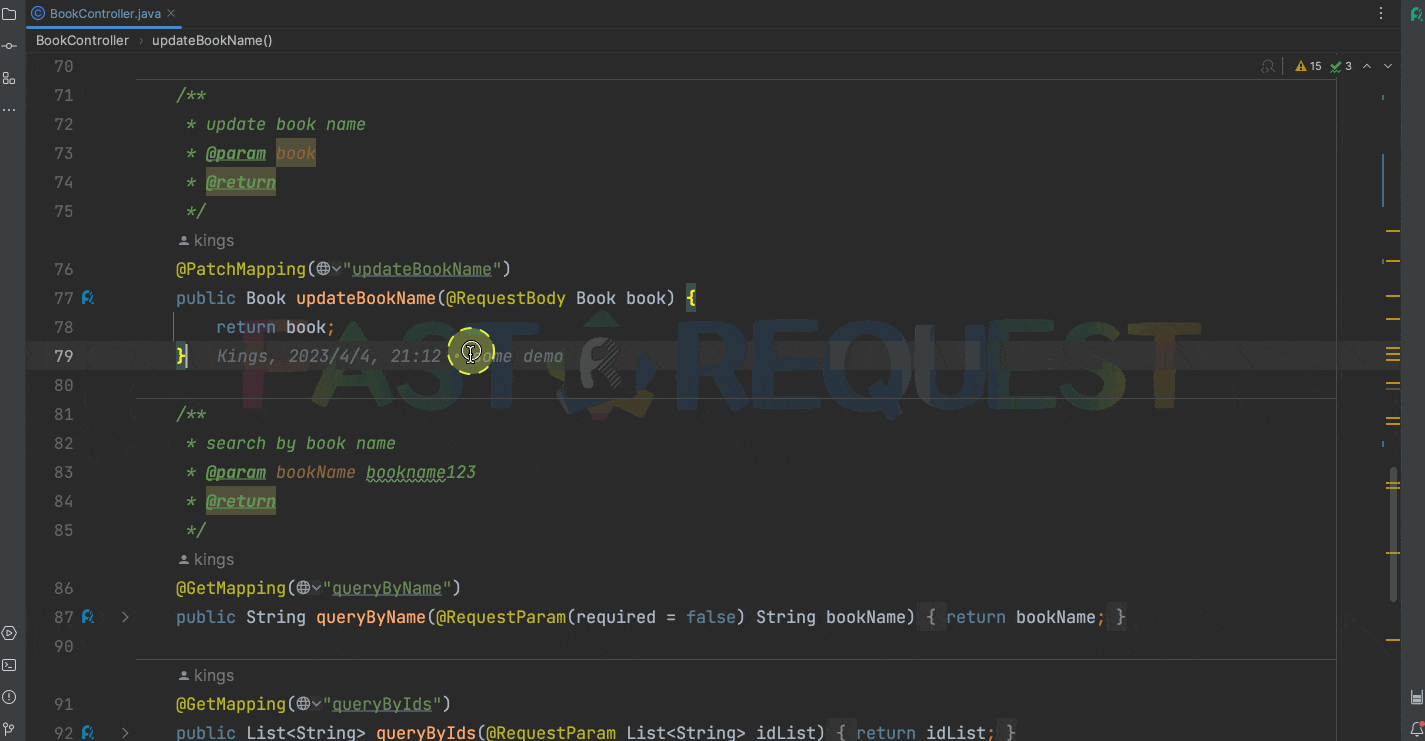 BookController.java
BookController › updateBookName()
15 3
70
71 /**
72 * update book name
73 * @param book
74 * @return
75 */
kings
76 @PatchMapping("updateBookName")
77 public Book updateBookName(@RequestBody Book book) {
78 return book;
79 } Kings, 2023/4/4, 21:12 • some demo
FAST REQUEST
80
81 /**
82 * search by book name
83 * @param bookName bookname123
84 * @return
85 */
kings
86 @GetMapping("queryByName")
87 public String queryByName(@RequestParam(required = false) String bookName) { return bookName; }
90
kings
91 @GetMapping("queryByIds")
92 public List<String> queryByIds(@RequestParam List<String> idList) { return idList; }